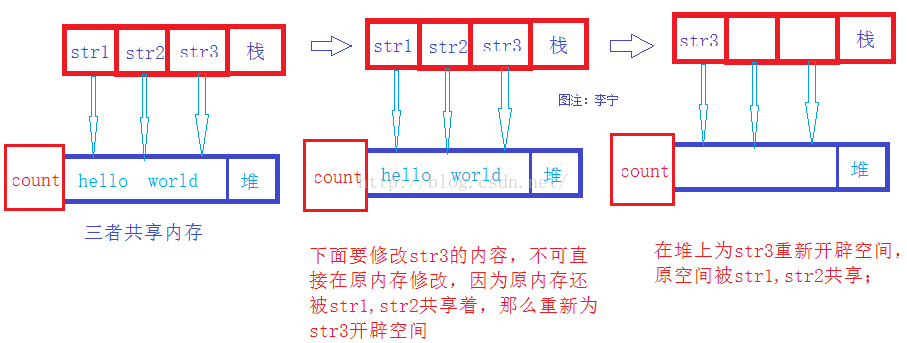 str1 str2 str3 栈
str1 str2 str3 栈
str3 栈
图注：李宁
count hello world 堆
count hello world 堆
count 堆
http://blog.csdn.net/
三者共享内存
下面要修改str3的内容，不可直
接在原内存修改，因为原内存还
被str1,str2共享着，那么重新为
str3开辟空间
在堆上为str3重新开辟空间，
原空间被str1,str2共享；